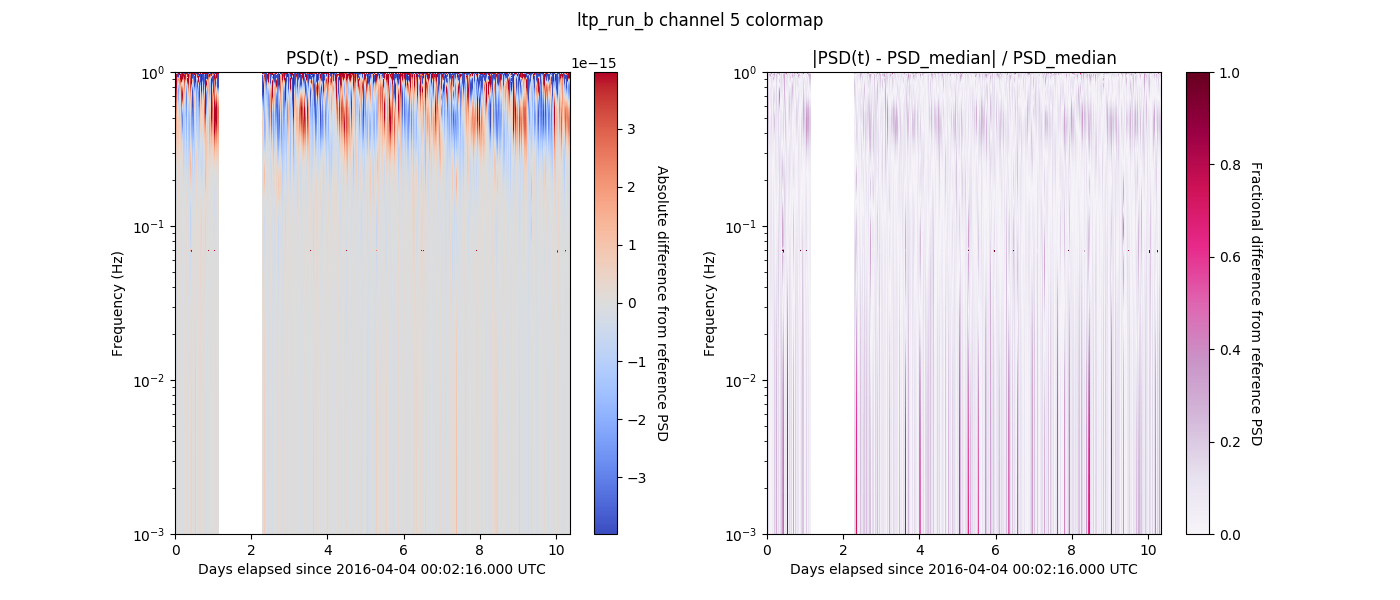 ltp_run_b channel 5 colormap
PSD(t) - PSD_median
1e−15
10⁰
10⁻¹
10⁻²
10⁻³
Frequency (Hz)
0 2 4 6 8 10
Days elapsed since 2016-04-04 00:02:16.000 UTC
3
2
1
0
−1
−2
−3
Absolute difference from reference PSD
|PSD(t) - PSD_median| / PSD_median
10⁰
10⁻¹
10⁻²
10⁻³
Frequency (Hz)
0 2 4 6 8 10
Days elapsed since 2016-04-04 00:02:16.000 UTC
1.0
0.8
0.6
0.4
0.2
0.0
Fractional difference from reference PSD